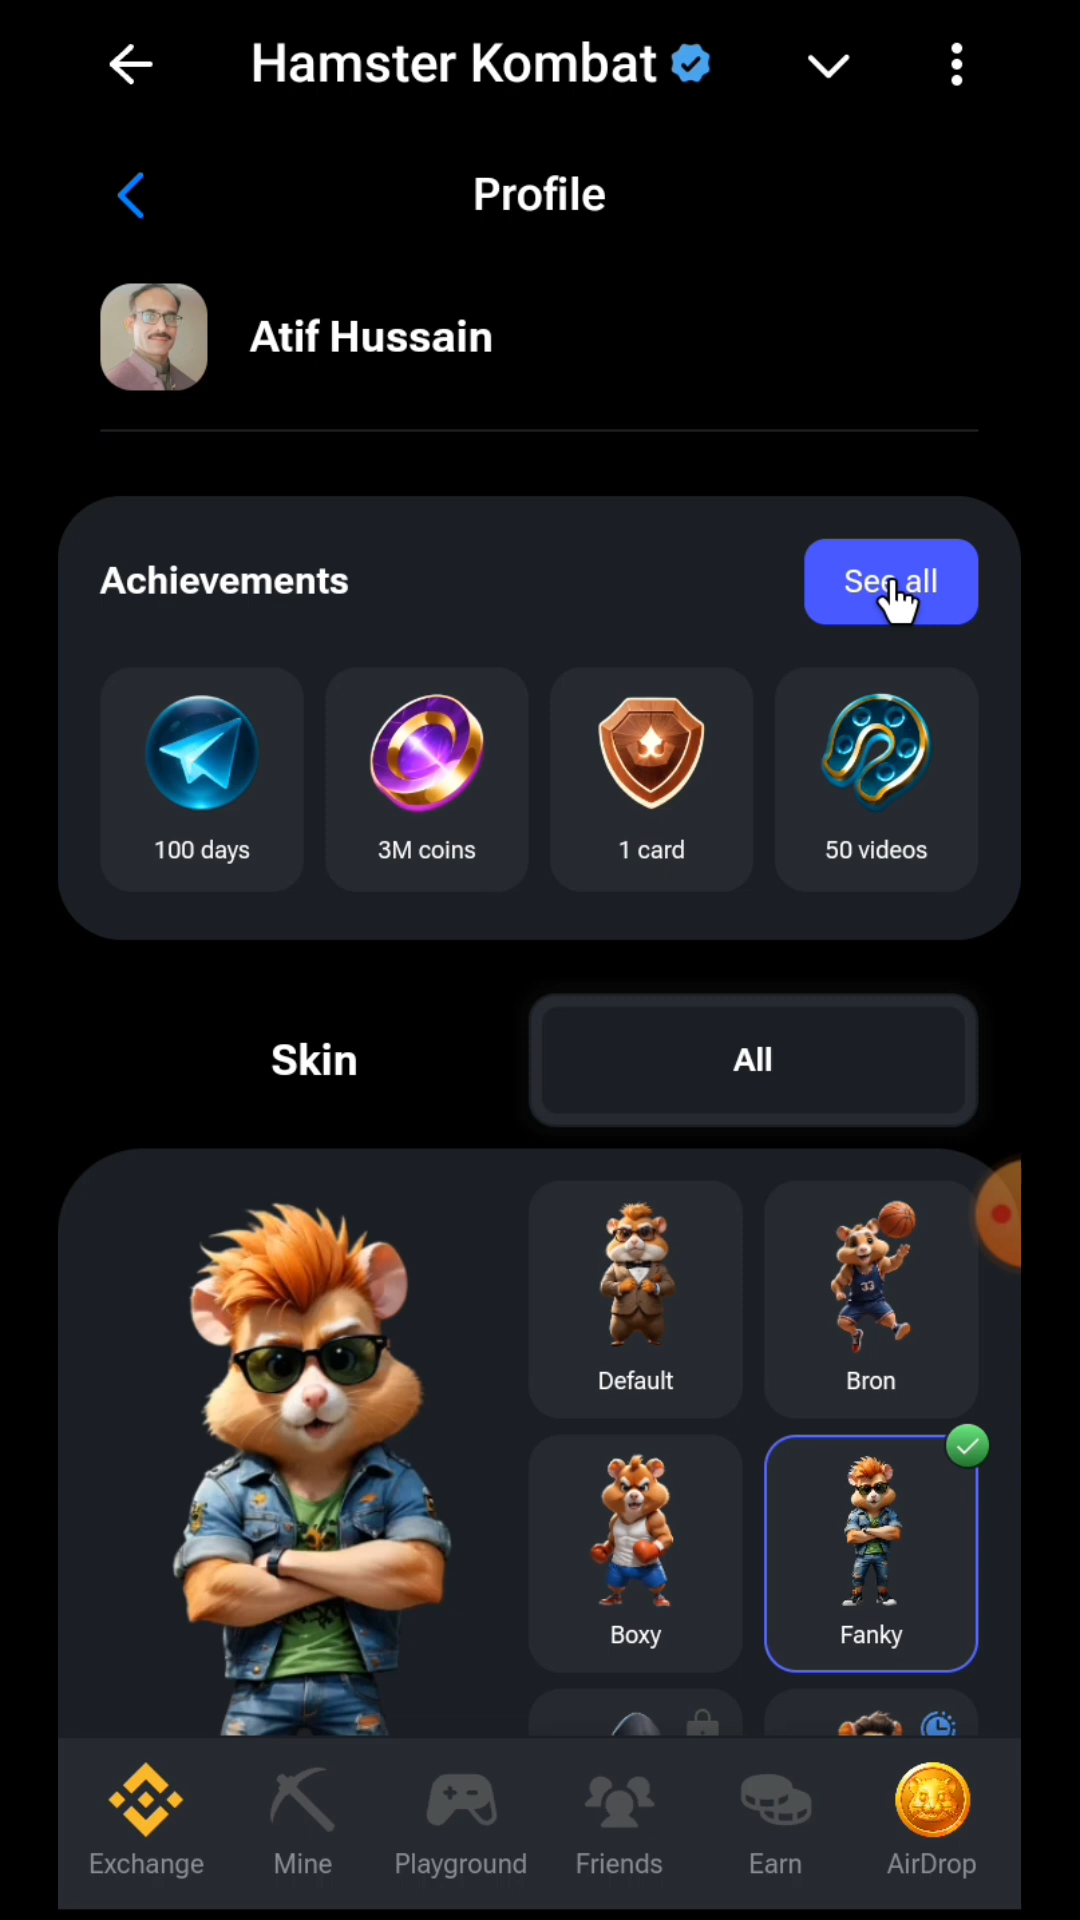 Hamster Kombat
Profile
Atif Hussain
Achievements
See all
100 days
3M coins
1 card
50 videos
Skin
All
33
Default
Bron
Boxy
Fanky
Exchange
Mine
Playground
Friends
Earn
AirDrop